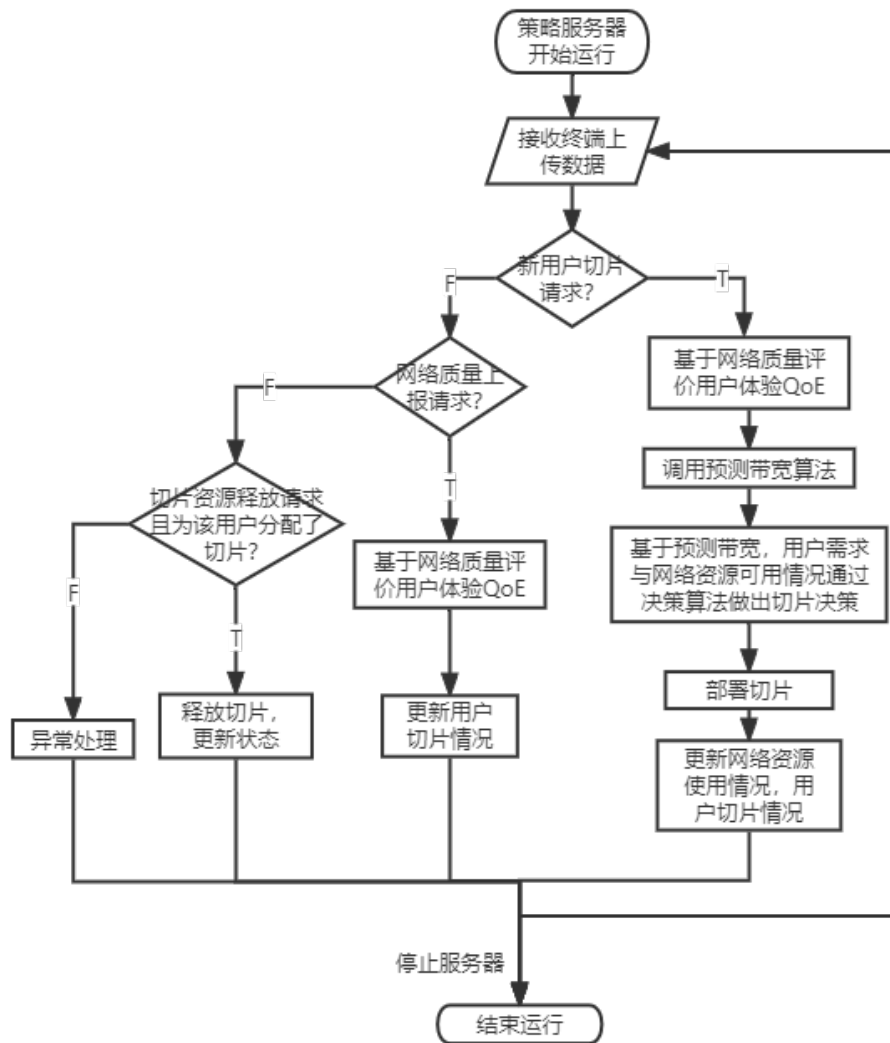 策略服务器
开始运行
接收终端上
传数据
新用户切片
请求?
F
T
网络质量上
报请求?
F
T
基于网络质量评
价用户体验QoE
调用预测带宽算法
切片资源释放请求
且为该用户分配了
切片?
F
T
基于网络质量评
价用户体验QoE
基于预测带宽，用户需求
与网络资源可用情况通过
决策算法做出切片决策
部署切片
异常处理
释放切片，
更新状态
更新用户
切片情况
更新网络资源
使用情况，用
户切片情况
停止服务器
结束运行